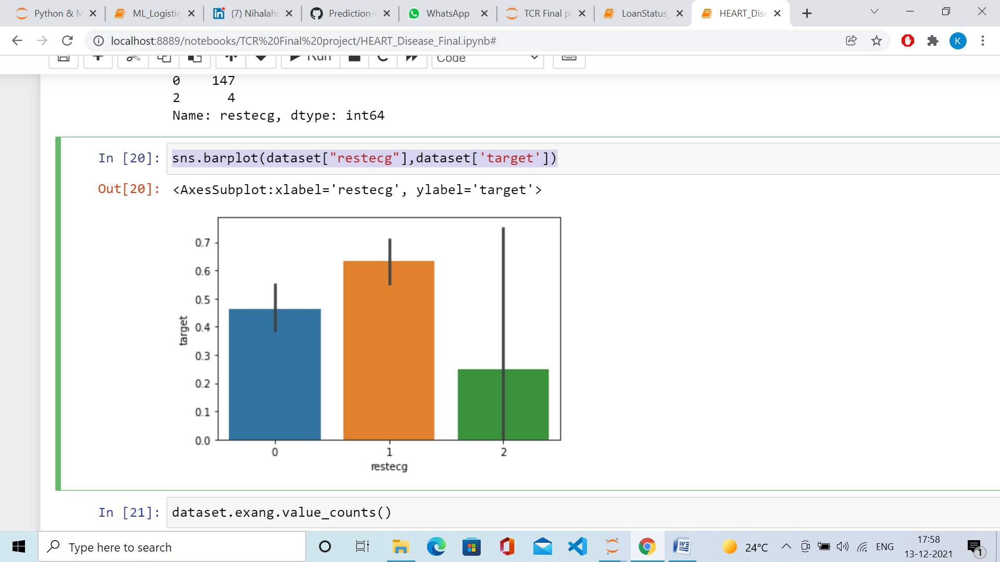 Python & M
ML_Logistic
(7) Nihalahm
Prediction-
WhatsApp
TCR Final pr
LoanStatus_
HEART_Dise
localhost:8889/notebooks/TCR%20Final%20project/HEART_Disease_Final.ipynb#
K
Run
Code
0 147
2 4
Name: restecg, dtype: int64
In [20]: sns.barplot(dataset["restecg"],dataset['target'])
Out[20]: <AxesSubplot:xlabel='restecg', ylabel='target'>
0.7
0.6
0.5
0.4
0.3
0.2
0.1
0.0
target
0 1 2
restecg
In [21]: dataset.exang.value_counts()
Type here to search
24°C
ENG
17:58
13-12-2021
1